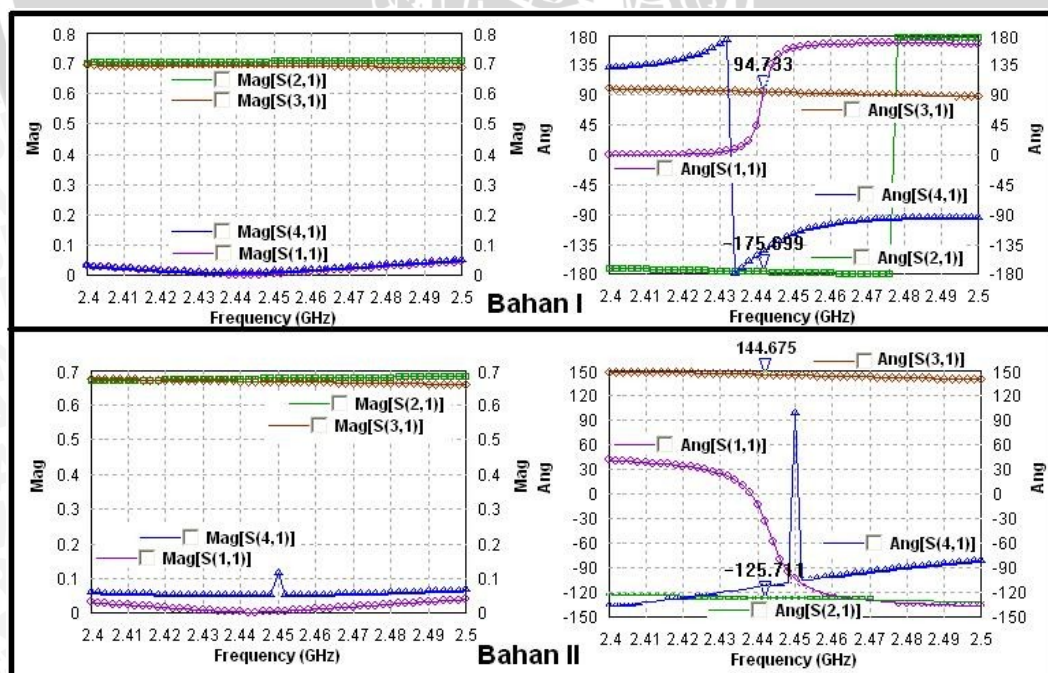 0.8 0.8
0.7 0.7
0.6 0.6
0.5 0.5
0.4 0.4
0.3 0.3
0.2 0.2
0.1 0.1
0 0
Mag
Mag
Mag[S(2,1)]
Mag[S(3,1)]
Mag[S(4,1)]
Mag[S(1,1)]
2.4 2.41 2.42 2.43 2.44 2.45 2.46 2.47 2.48 2.49 2.5
Frequency (GHz)
180 180
135 135
90 90
45 45
0 0
-45 -45
-90 -90
-135 -135
-180 -180
Ang
Ang
94.733
Ang[S(3,1)]
Ang[S(1,1)]
Ang[S(4,1)]
-175.699
Ang[S(2,1)]
2.4 2.41 2.42 2.43 2.44 2.45 2.46 2.47 2.48 2.49 2.5
Frequency (GHz)
Bahan I
0.7 0.7
0.6 0.6
0.5 0.5
0.4 0.4
0.3 0.3
0.2 0.2
0.1 0.1
0 0
Mag
Mag
Mag[S(2,1)]
Mag[S(3,1)]
Mag[S(4,1)]
Mag[S(1,1)]
2.4 2.41 2.42 2.43 2.44 2.45 2.46 2.47 2.48 2.49 2.5
Frequency (GHz)
144.675
150 150
120 120
90 90
60 60
30 30
0 0
-30 -30
-60 -60
-90 -90
-120 -120
-150 -150
Ang
Ang
Ang[S(3,1)]
Ang[S(1,1)]
Ang[S(4,1)]
-125.711
Ang[S(2,1)]
2.4 2.41 2.42 2.43 2.44 2.45 2.46 2.47 2.48 2.49 2.5
Frequency (GHz)
Bahan II